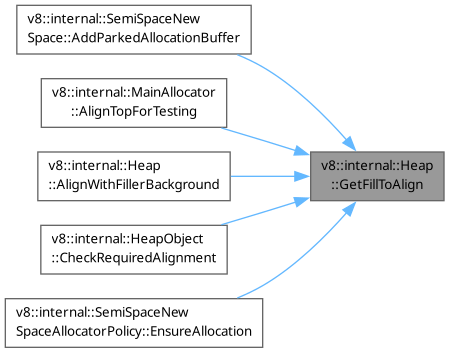 v8::internal::SemiSpaceNew
Space::AddParkedAllocationBuffer
v8::internal::MainAllocator
::AlignTopForTesting
v8::internal::Heap
::AlignWithFillerBackground
v8::internal::HeapObject
::CheckRequiredAlignment
v8::internal::SemiSpaceNew
SpaceAllocatorPolicy::EnsureAllocation
v8::internal::Heap
::GetFillToAlign